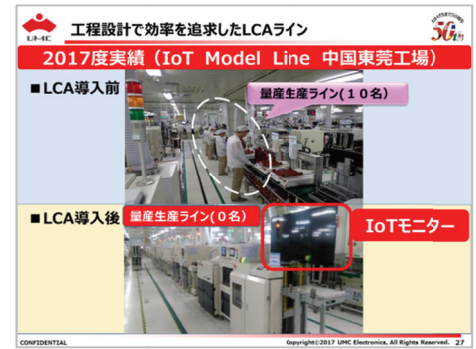 UMC
工程設計で効率を追求したLCAライン
2017度実績（IoT Model Line 中国東莞工場）
■LCA導入前
量産生産ライン(１０名)
■LCA導入後
量産生産ライン(０名)
IoTモニター
CONFIDENTIAL
Copyright©2017 UMC Electronics, All Rights Reserved. 27